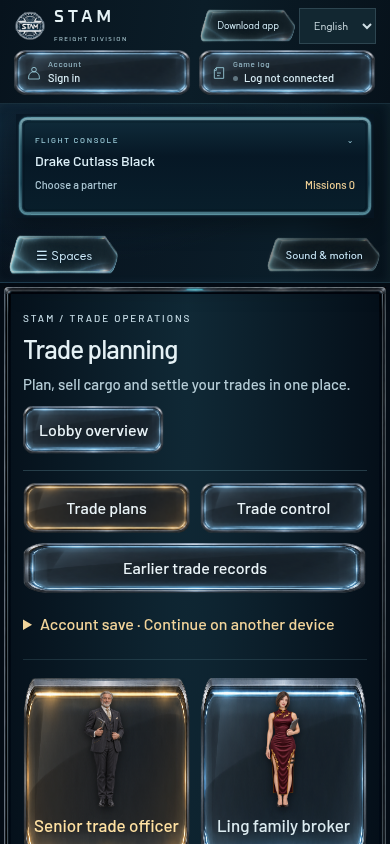 STAM
STAM
FREIGHT DIVISION
Download app
English
Account
Sign in
Game log
Log not connected
FLIGHT CONSOLE
Drake Cutlass Black
Choose a partner
Missions 0
☰ Spaces
Sound & motion
STAM / TRADE OPERATIONS
Trade planning
Plan, sell cargo and settle your trades in one place.
Lobby overview
Trade plans
Trade control
Earlier trade records
▶ Account save · Continue on another device
Senior trade officer
Ling family broker